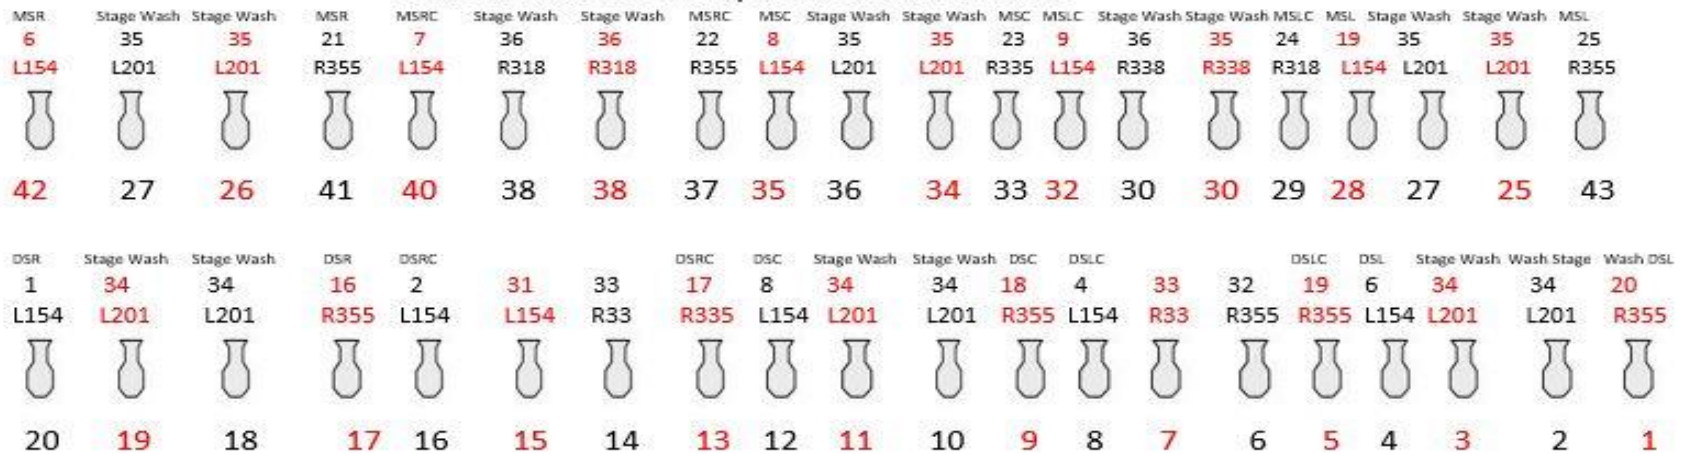 MSR Stage Wash Stage Wash MSR MSRC Stage Wash Stage Wash MSRC MSC Stage Wash Stage Wash MSC MSLC Stage Wash Stage Wash MSLC MSL Stage Wash Stage Wash MSL
6 35 35 21 7 36 36 22 8 35 35 23 9 36 35 24 19 35 35 25
L154 L201 L201 R355 L154 R318 R318 R355 L154 L201 L201 R335 L154 R338 R338 R318 L154 L201 L201 R355
42 27 26 41 40 38 38 37 35 36 34 33 32 30 30 29 28 27 25 43
DSR Stage Wash Stage Wash DSR DSRC DSRC DSC Stage Wash Stage Wash DSC DSLC DSLC DSL Stage Wash Wash Stage Wash DSL
1 34 34 16 2 31 33 17 8 34 34 18 4 33 32 19 6 34 34 20
L154 L201 L201 R355 L154 L154 R33 R335 L154 L201 L201 R355 L154 R33 R355 R355 L154 L201 L201 R355
20 19 18 17 16 15 14 13 12 11 10 9 8 7 6 5 4 3 2 1